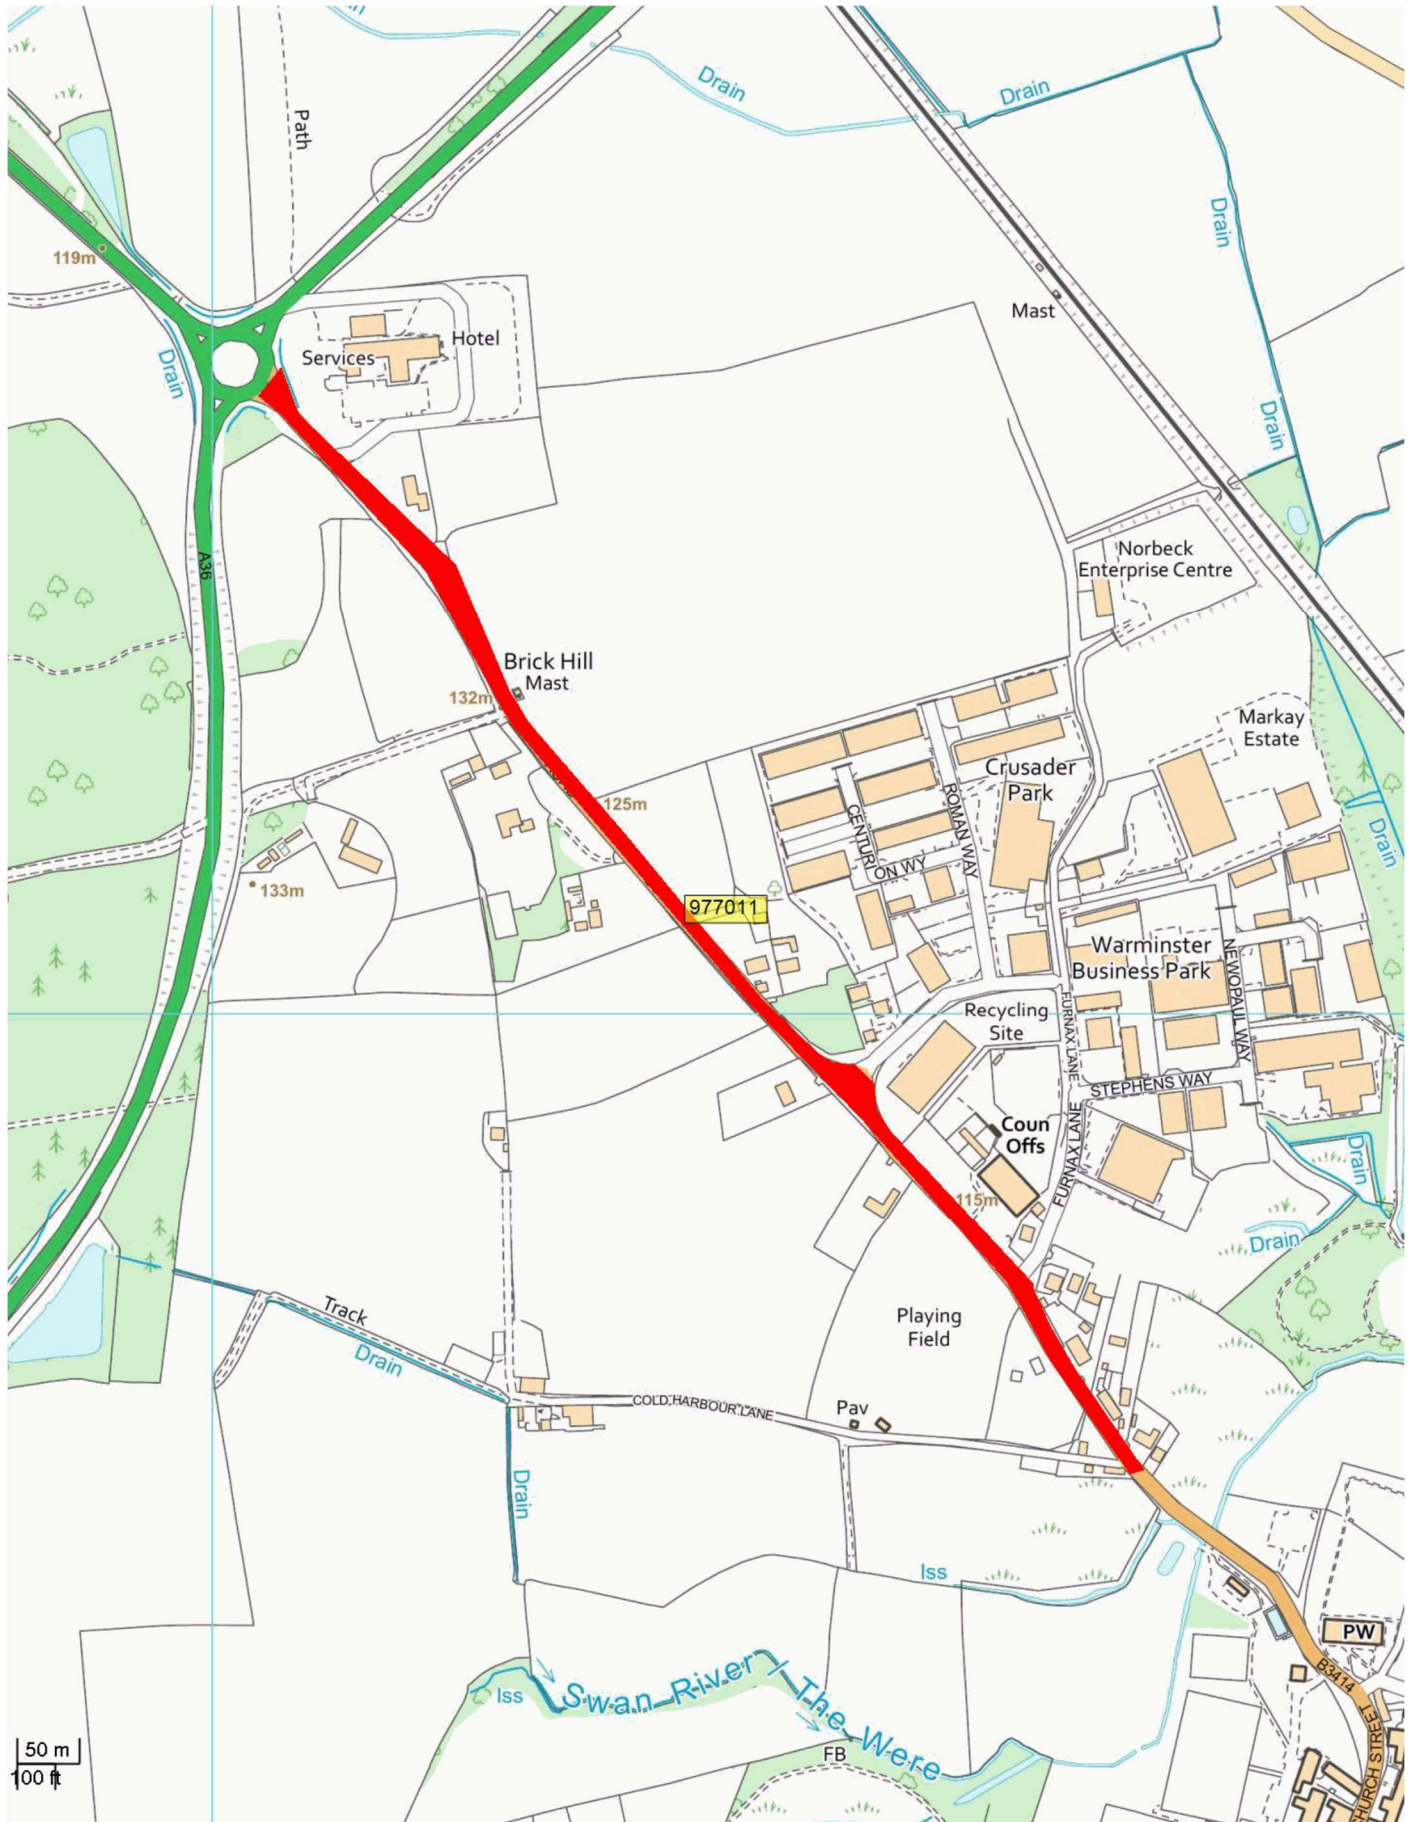 Drain
Drain
Path
Drain
119m
Mast
Hotel
Services
Drain
Drain
Norbeck
Enterprise Centre
A36
Brick Hill
Mast
132m
Markay
Estate
Crusader
Park
125m
ROMAN WAY
CENTURION WY
Drain
133m
977011
Warminster
Business Park
NEWOPAUL WAY
Recycling
Site
FURNAX LANE
STEPHENS WAY
Coun
Offs
FURNAX LANE
Drain
115m
Drain
Track
Playing
Field
Drain
COLD HARBOUR LANE
Pav
Drain
Iss
PW
B3414
Iss
Swan River / The Were
CHURCH STREET
FB
50 m
100 ft